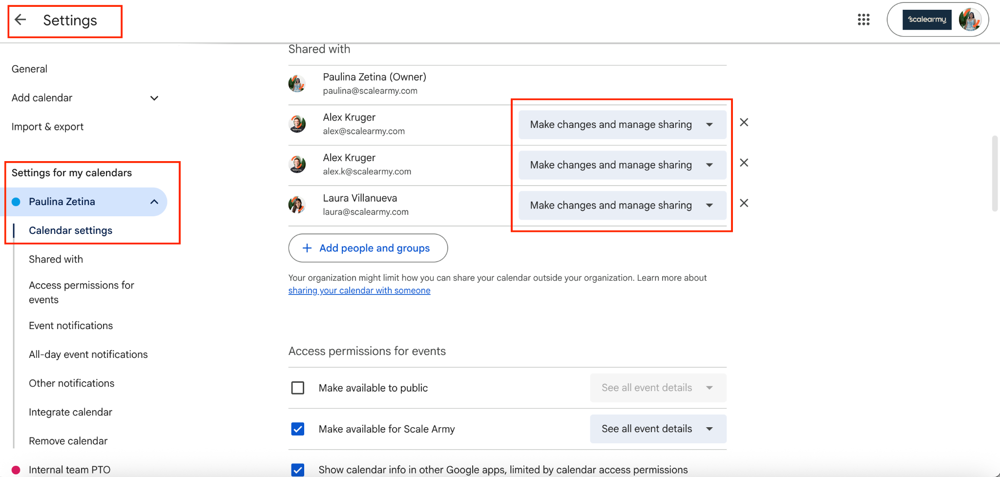 Settings
scalearmy
General
Add calendar
Import & export
Settings for my calendars
Paulina Zetina
Calendar settings
Shared with
Access permissions for
events
Event notifications
All-day event notifications
Other notifications
Integrate calendar
Remove calendar
Internal team PTO
Shared with
Paulina Zetina (Owner)
paulina@scalearmy.com
Alex Kruger
alex@scalearmy.com
Make changes and manage sharing
Alex Kruger
alex.k@scalearmy.com
Make changes and manage sharing
Laura Villanueva
laura@scalearmy.com
Make changes and manage sharing
Add people and groups
Your organization might limit how you can share your calendar outside your organization. Learn more about
sharing your calendar with someone
Access permissions for events
Make available to public
See all event details
Make available for Scale Army
See all event details
Show calendar info in other Google apps, limited by calendar access permissions